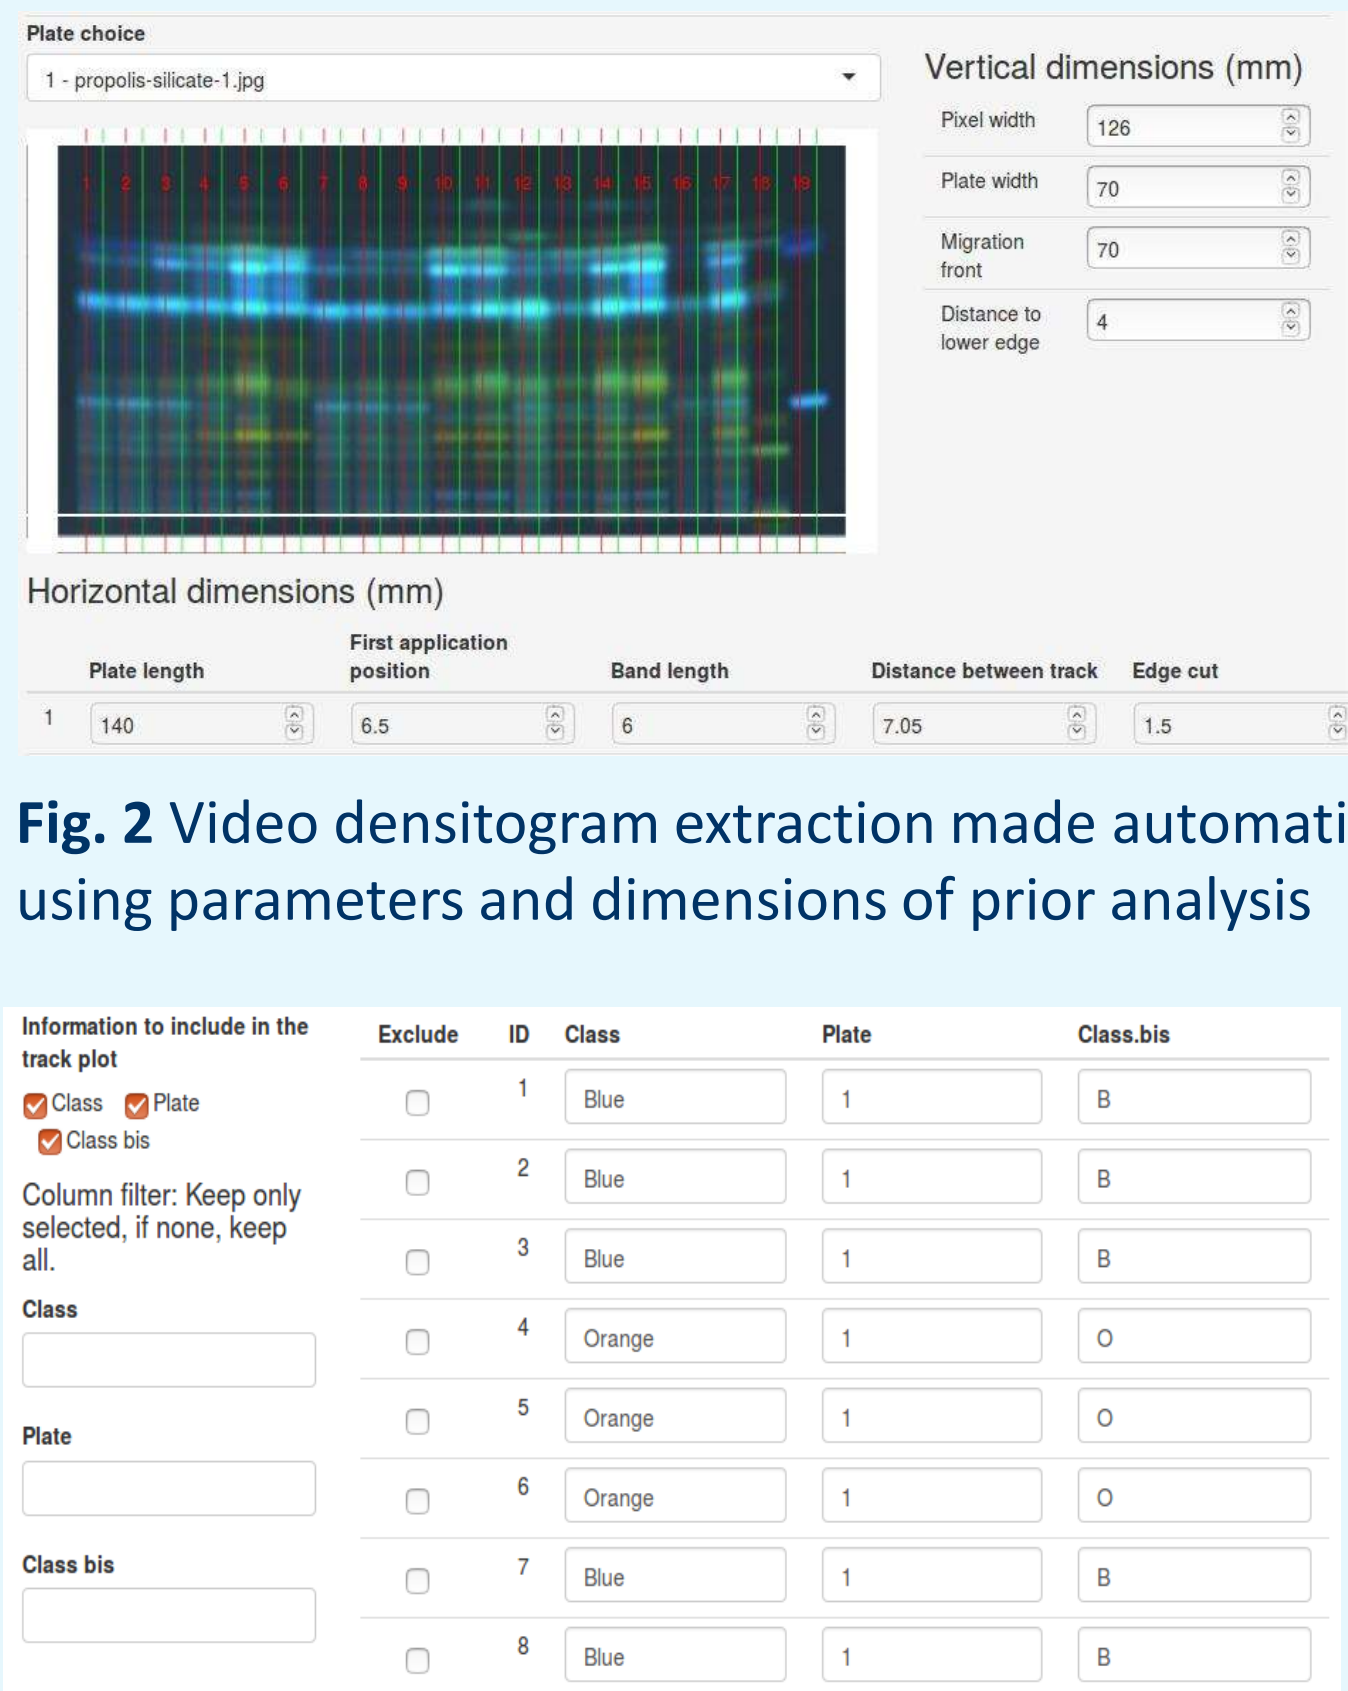 Plate choice
1 - propolis-silicate-1.jpg
Vertical dimensions (mm)
Pixel width
126
Plate width
70
Migration
front
70
Distance to
lower edge
4
1 2 3 4 5 6 7 8 9 10 11 12 13 14 15 16 17 18 19
Horizontal dimensions (mm)
Plate length
First application
position
Band length
Distance between track
Edge cut
1 140 6.5 6 7.05 1.5
Fig. 2 Video densitogram extraction made automati
using parameters and dimensions of prior analysis
Information to include in the
track plot
Class Plate
Class bis
Column filter: Keep only
selected, if none, keep
all.
Class
Plate
Class bis
Exclude ID Class Plate Class.bis
1 Blue 1 B
2 Blue 1 B
3 Blue 1 B
4 Orange 1 O
5 Orange 1 O
6 Orange 1 O
7 Blue 1 B
8 Blue 1 B